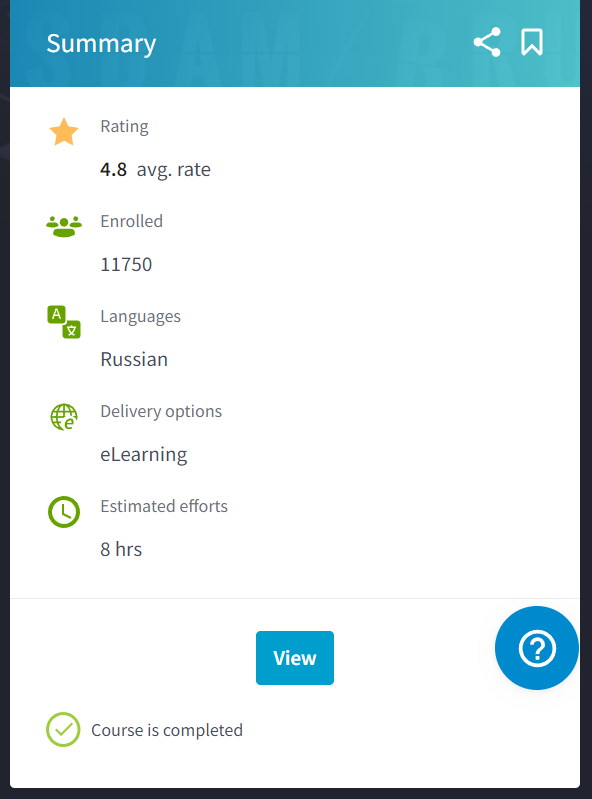 Summary
Rating
4.8 avg. rate
Enrolled
11750
Languages
Russian
Delivery options
eLearning
Estimated efforts
8 hrs
View
Course is completed